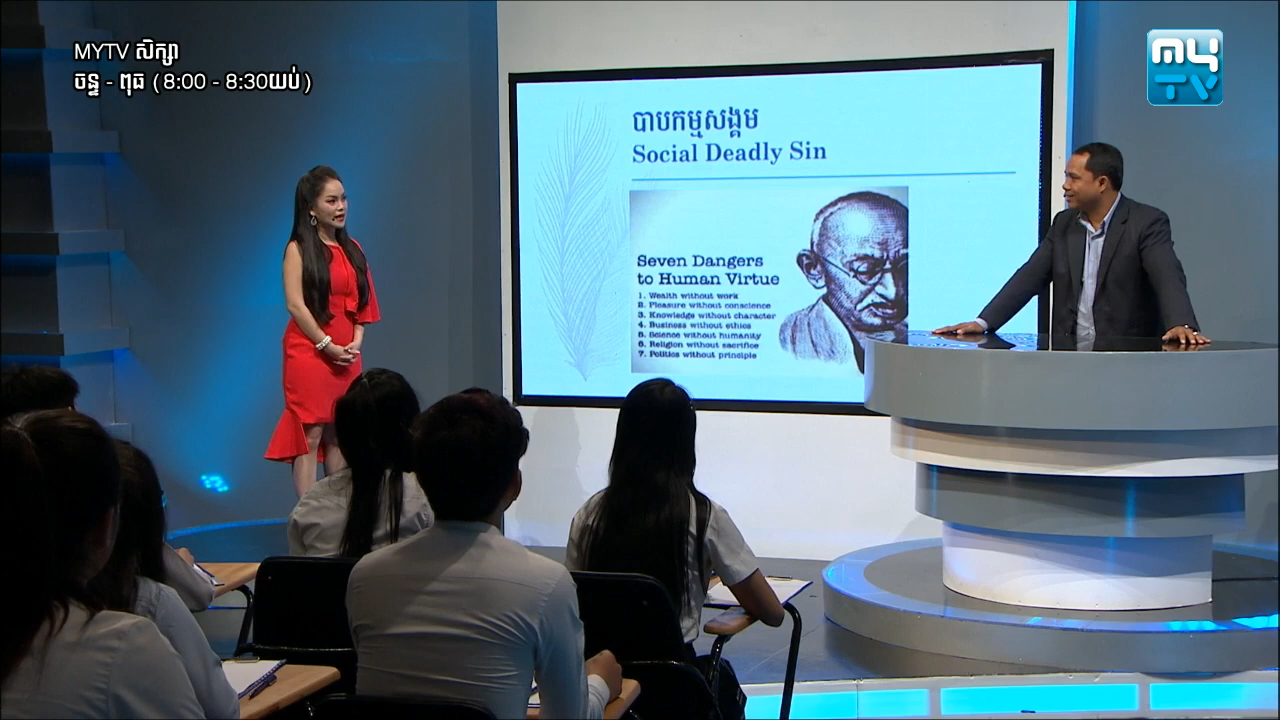 MYTV សិក្សា
ចន្ទ - ពុធ (8:00 - 8:30យប់)
MY
TV
បាបកម្មសង្គម
Social Deadly Sin
Seven Dangers
to Human Virtue
1. Wealth without work
2. Pleasure without conscience
3. Knowledge without character
4. Business without ethics
5. Science without humanity
6. Religion without sacrifice
7. Politics without principle